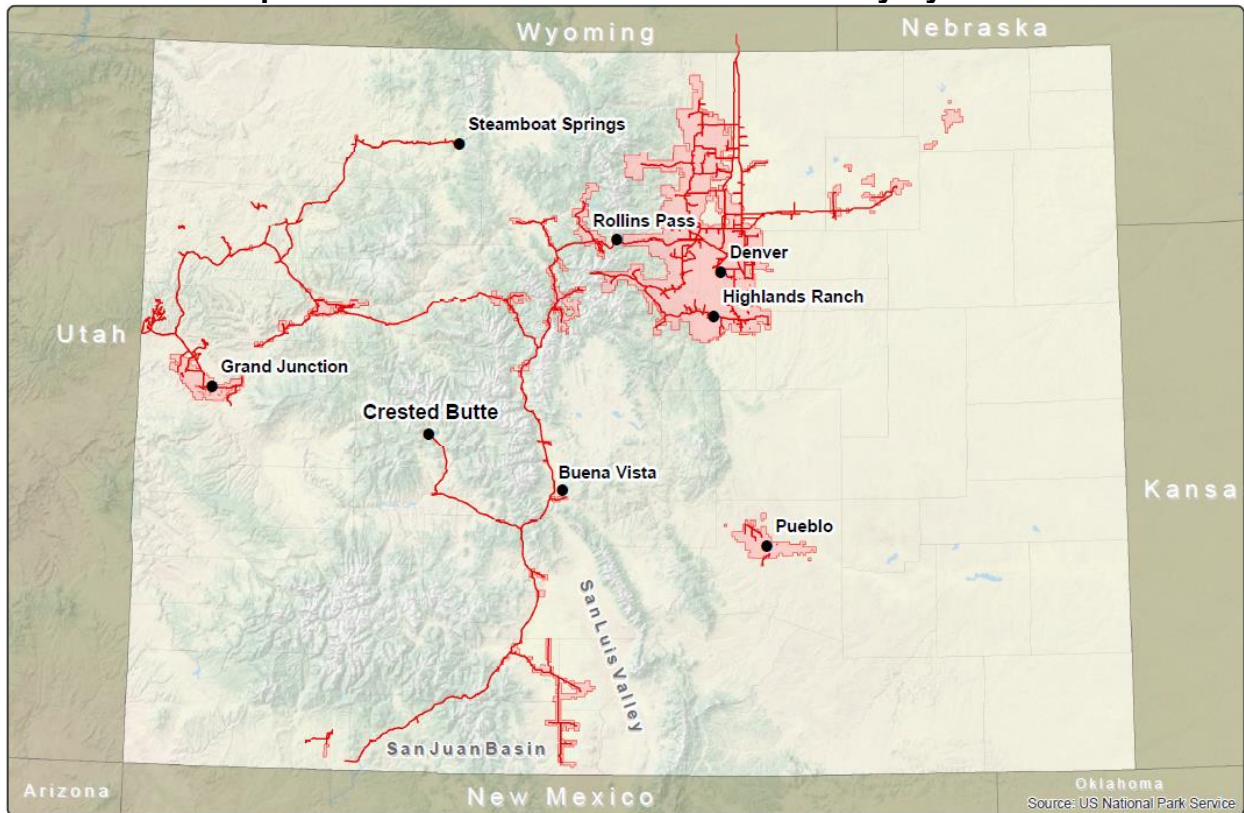 Wyoming
Nebraska
Steamboat Springs
Rollins Pass
Denver
Highlands Ranch
Utah
Grand Junction
Crested Butte
Buena Vista
Kansa
Pueblo
San Luis Valley
San Juan Basin
Arizona
New Mexico
Oklahoma
Source: US National Park Service